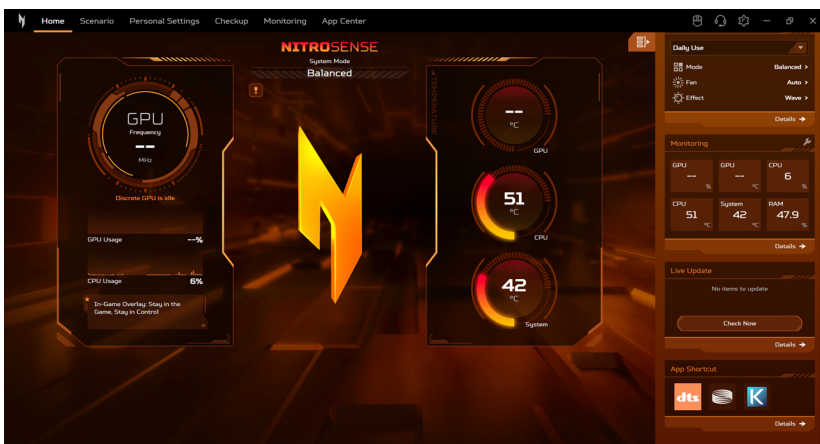 Home Scenario Personal Settings Checkup Monitoring App Center
NITROSENSE
System Mode
Balanced
GPU
Frequency
--
MHz
Discrete GPU is idle
GPU Usage --%
CPU Usage 6%
In-Game Overlay: Stay in the
Game, Stay in Control
TEMPERATURE
--
°C
GPU
51
°C
CPU
42
°C
System
Daily Use
Mode Balanced >
Fan Auto >
Effect Wave >
Details →
Monitoring
GPU GPU CPU
-- -- 6
% °C %
CPU System RAM
51 42 47.9
°C °C %
Details →
Live Update
No items to update
Check Now
Details →
App Shortcut
dts K
Details →